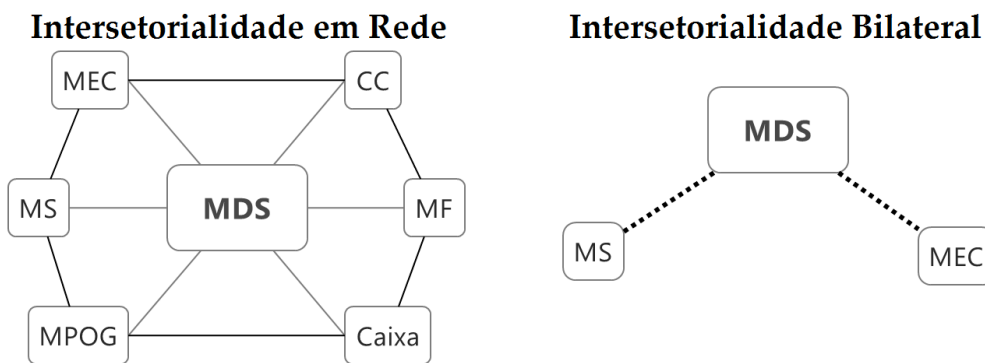 Intersetorialidade em Rede
MEC
CC
MS
MDS
MF
MPOG
Caixa
Intersetorialidade Bilateral
MDS
MS
MEC